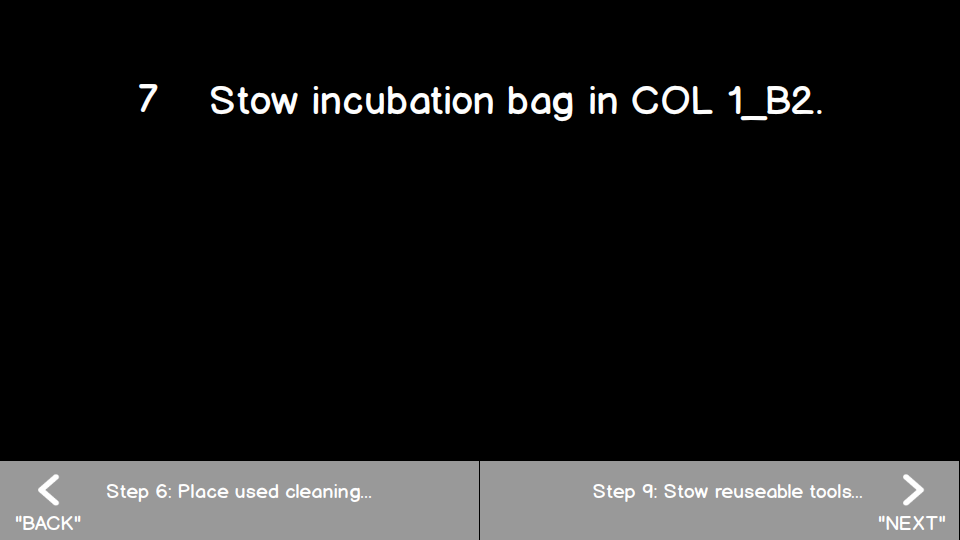 7 Stow incubation bag in COL 1_B2.
Step 6: Place used cleaning...
Step 9: Stow reuseable tools...
"BACK"
"NEXT"